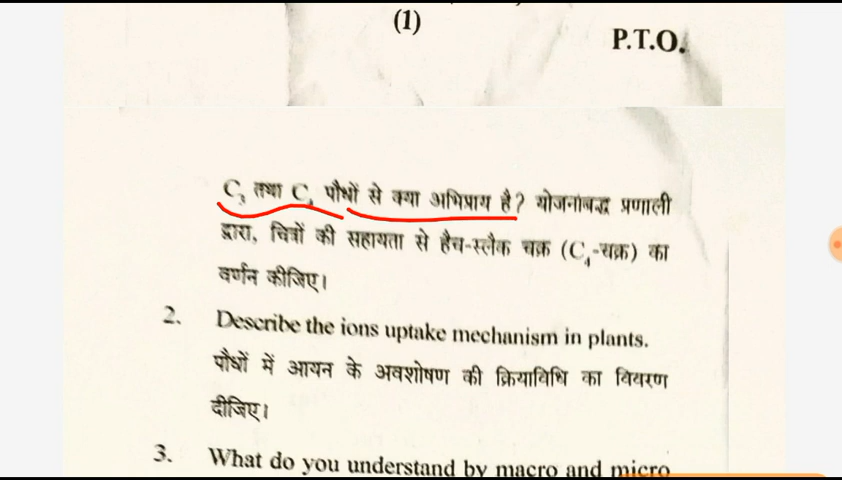 (1)
P.T.O.
C₃ तथा C₄ पौधों से क्या अभिप्राय है? योजनाबद्ध प्रणाली
द्वारा, चित्रों की सहायता से हैच-स्लैक चक्र (C₄-चक्र) का
वर्णन कीजिए।
2. Describe the ions uptake mechanism in plants.
पौधों में आयन के अवशोषण की क्रियाविधि का विवरण
दीजिए।
3. What do you understand by macro and micro